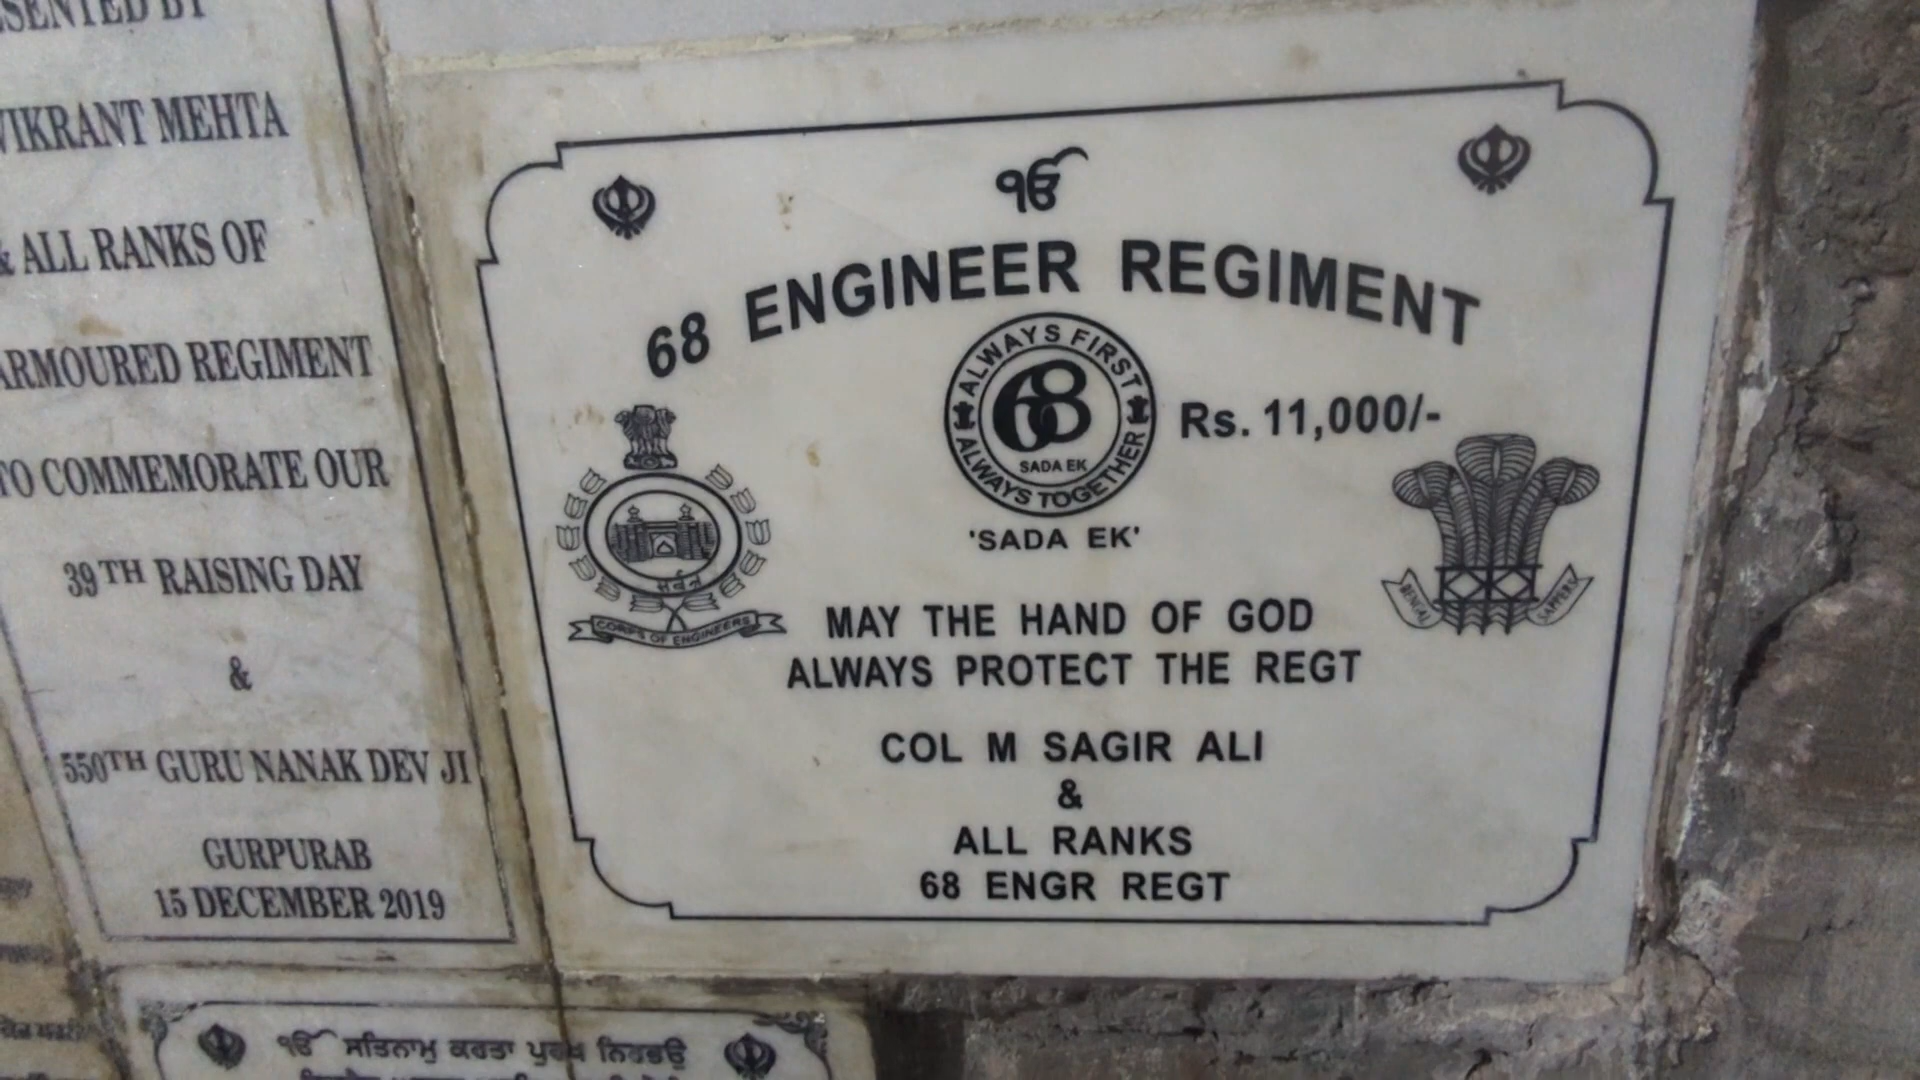 VIKRANT MEHTA
& ALL RANKS OF
ARMOURED REGIMENT
TO COMMEMORATE OUR
39TH RAISING DAY
&
550TH GURU NANAK DEV JI
GURPURAB
15 DECEMBER 2019
ੴ
68 ENGINEER REGIMENT
ALWAYS FIRST
68
SADA EK
ALWAYS TOGETHER
Rs. 11,000/-
'SADA EK'
CORPS OF ENGINEERS
BENGAL SAPPERS
MAY THE HAND OF GOD
ALWAYS PROTECT THE REGT
COL M SAGIR ALI
&
ALL RANKS
68 ENGR REGT
ੴ ਸਤਿਨਾਮੁ ਕਰਤਾ ਪੁਰਖ ਨਿਰਭਉ